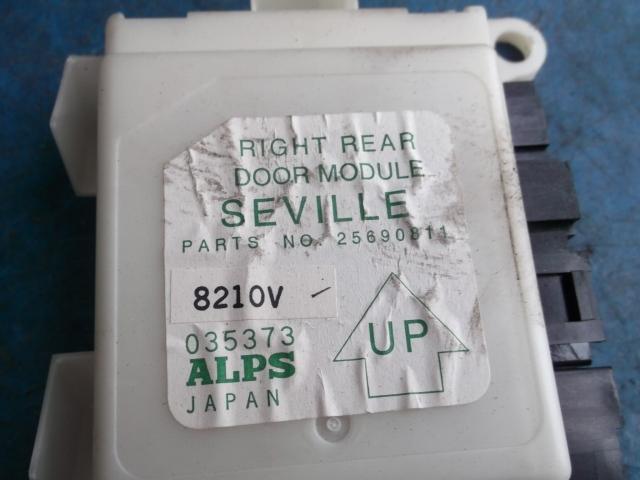 RIGHT REAR
DOOR MODULE
SEVILLE
PARTS NO. 25690811
8210V
035373
ALPS
JAPAN
UP